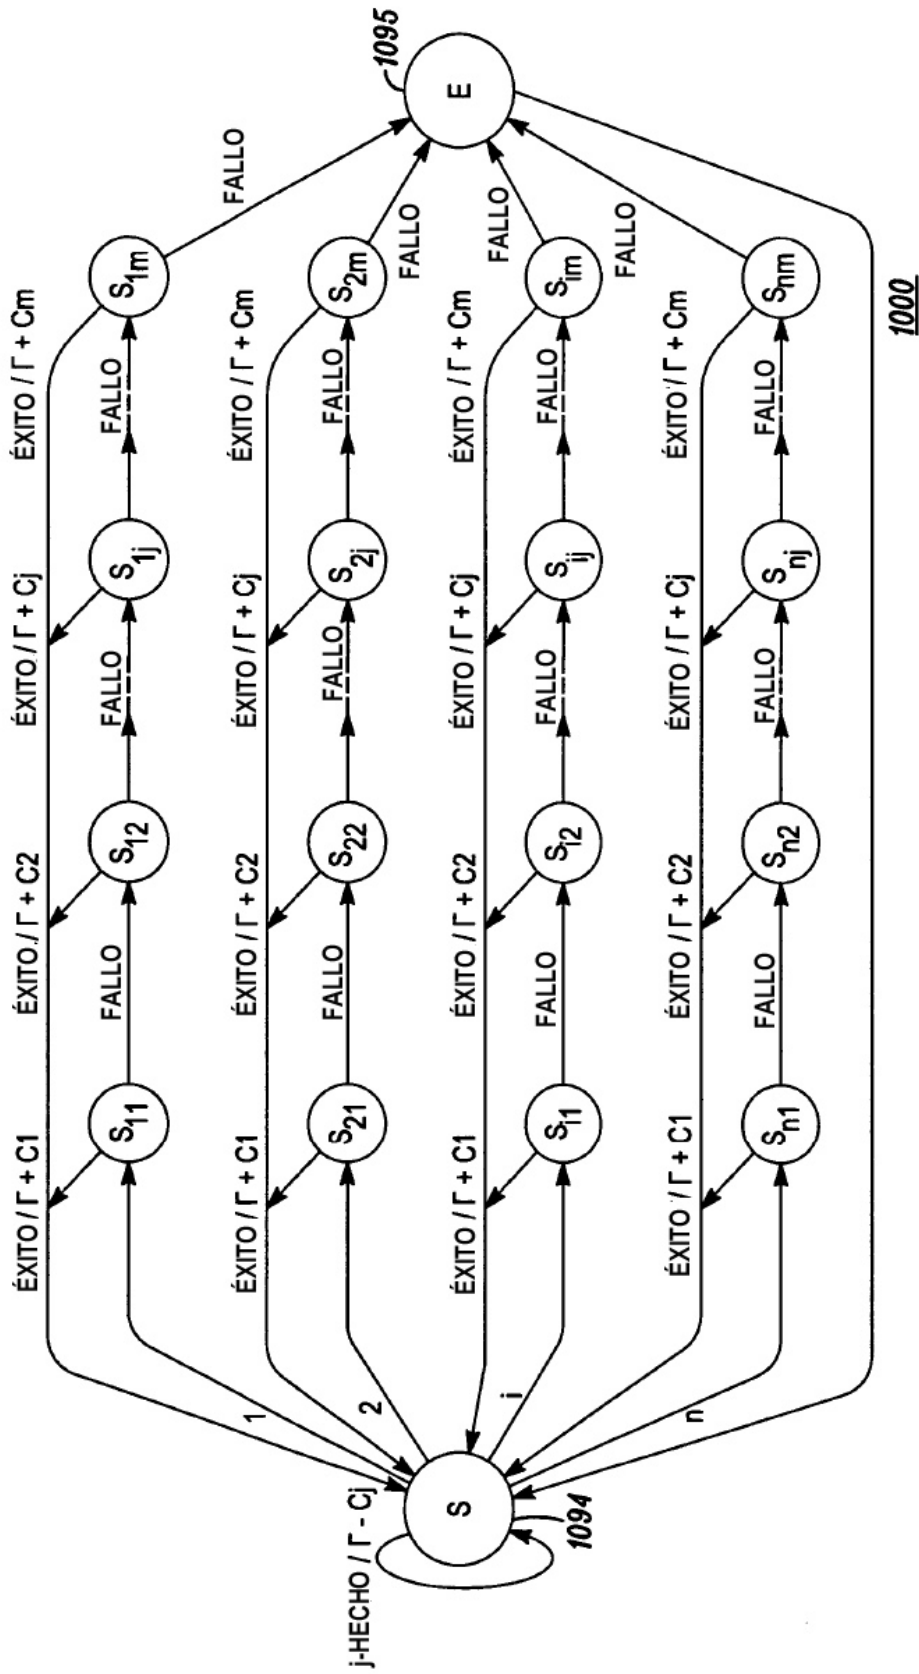 1095
E
FALLO
FALLO
FALLO
FALLO
ÉXITO / Γ + C1
ÉXITO / Γ + C2
ÉXITO / Γ + Cj
ÉXITO / Γ + Cm
S11
FALLO
S12
FALLO
S1j
FALLO
S1m
ÉXITO / Γ + C1
ÉXITO / Γ + C2
ÉXITO / Γ + Cj
ÉXITO / Γ + Cm
S21
FALLO
S22
FALLO
S2j
FALLO
S2m
ÉXITO / Γ + C1
ÉXITO / Γ + C2
ÉXITO / Γ + Cj
ÉXITO / Γ + Cm
Si1
FALLO
Si2
FALLO
Sij
FALLO
Sim
ÉXITO / Γ + C1
ÉXITO / Γ + C2
ÉXITO / Γ + Cj
ÉXITO / Γ + Cm
Sn1
FALLO
Sn2
FALLO
Snj
FALLO
Snm
1
2
i
n
j-HECHO / Γ - Cj
S
1094
1000